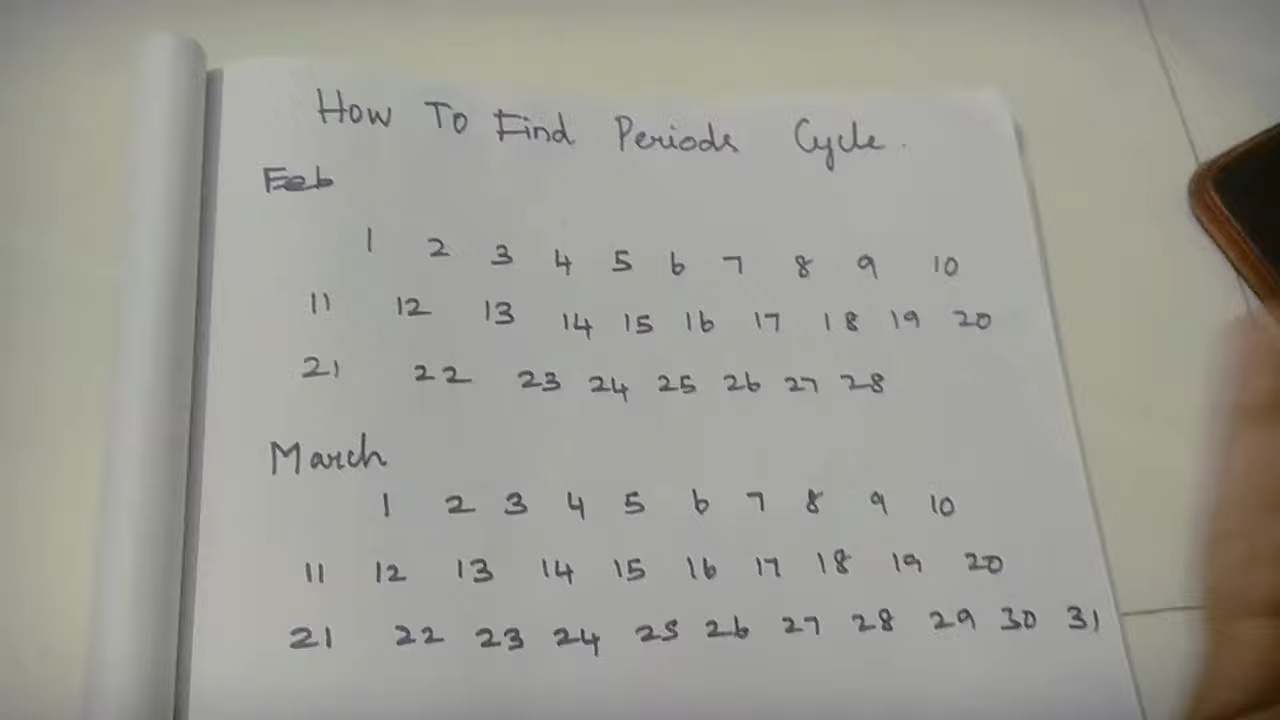 How To Find Periods Cycle.
Feb
1 2 3 4 5 6 7 8 9 10
11 12 13 14 15 16 17 18 19 20
21 22 23 24 25 26 27 28
March
1 2 3 4 5 6 7 8 9 10
11 12 13 14 15 16 17 18 19 20
21 22 23 24 25 26 27 28 29 30 31